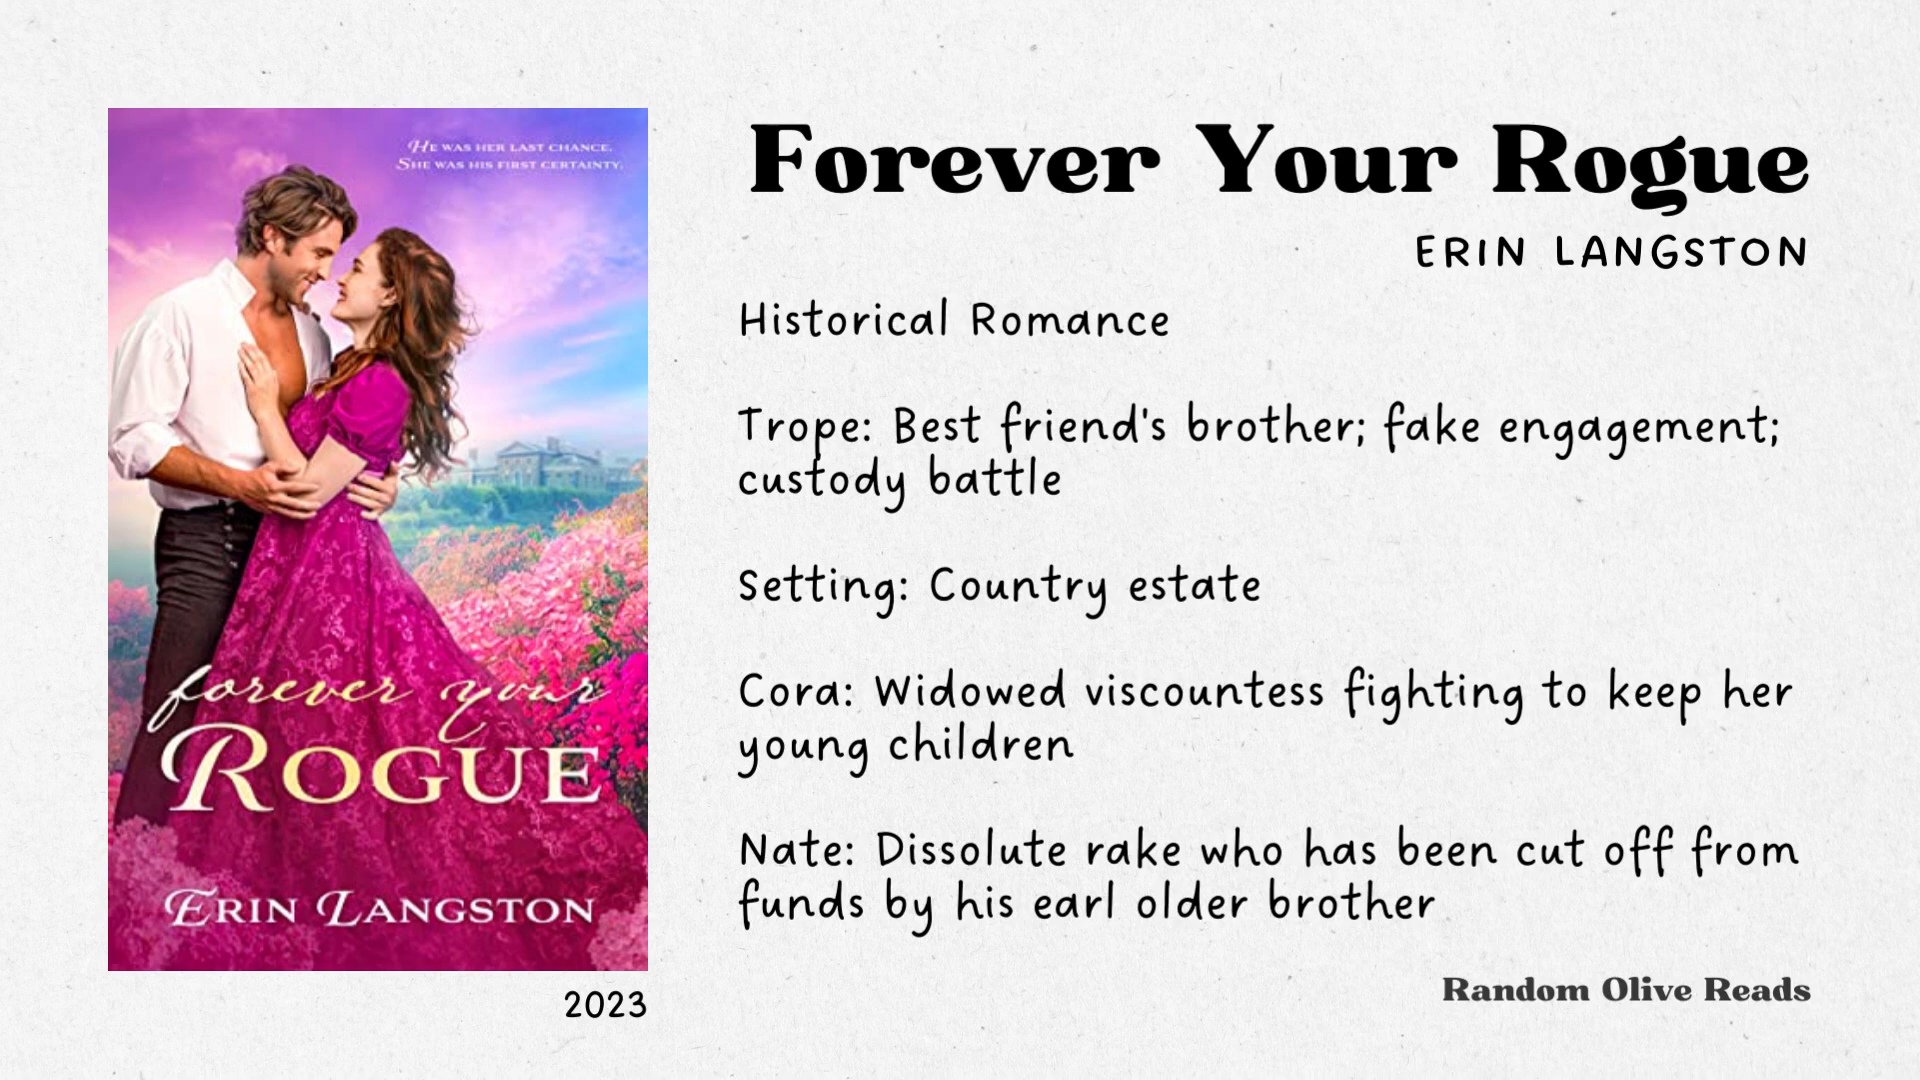 He was her last chance.
She was his first certainty.
forever your
Rogue
Erin Langston
2023
Forever Your Rogue
ERIN LANGSTON
Historical Romance
Trope: Best friend's brother; fake engagement;
custody battle
Setting: Country estate
Cora: Widowed viscountess fighting to keep her
young children
Nate: Dissolute rake who has been cut off from
funds by his earl older brother
Random Olive Reads